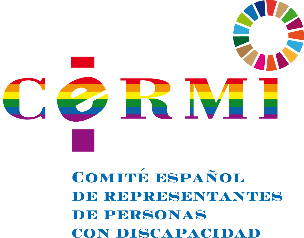 CERMI
COMITÉ ESPAÑOL
DE REPRESENTANTES
DE PERSONAS
CON DISCAPACIDAD